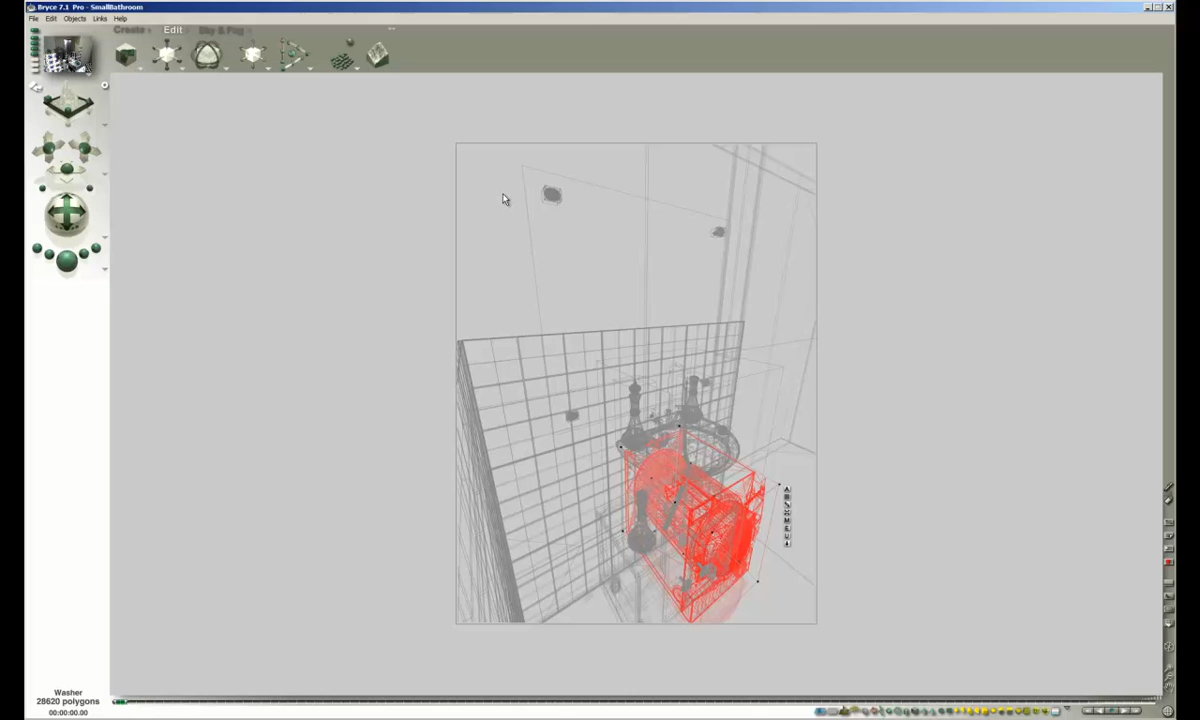 Bryce 7.1 Pro - SmallBathroom
File Edit Objects Links Help
Create Edit Sky & Fog
A
M
E
U
Washer
28620 polygons
00:00:00.00